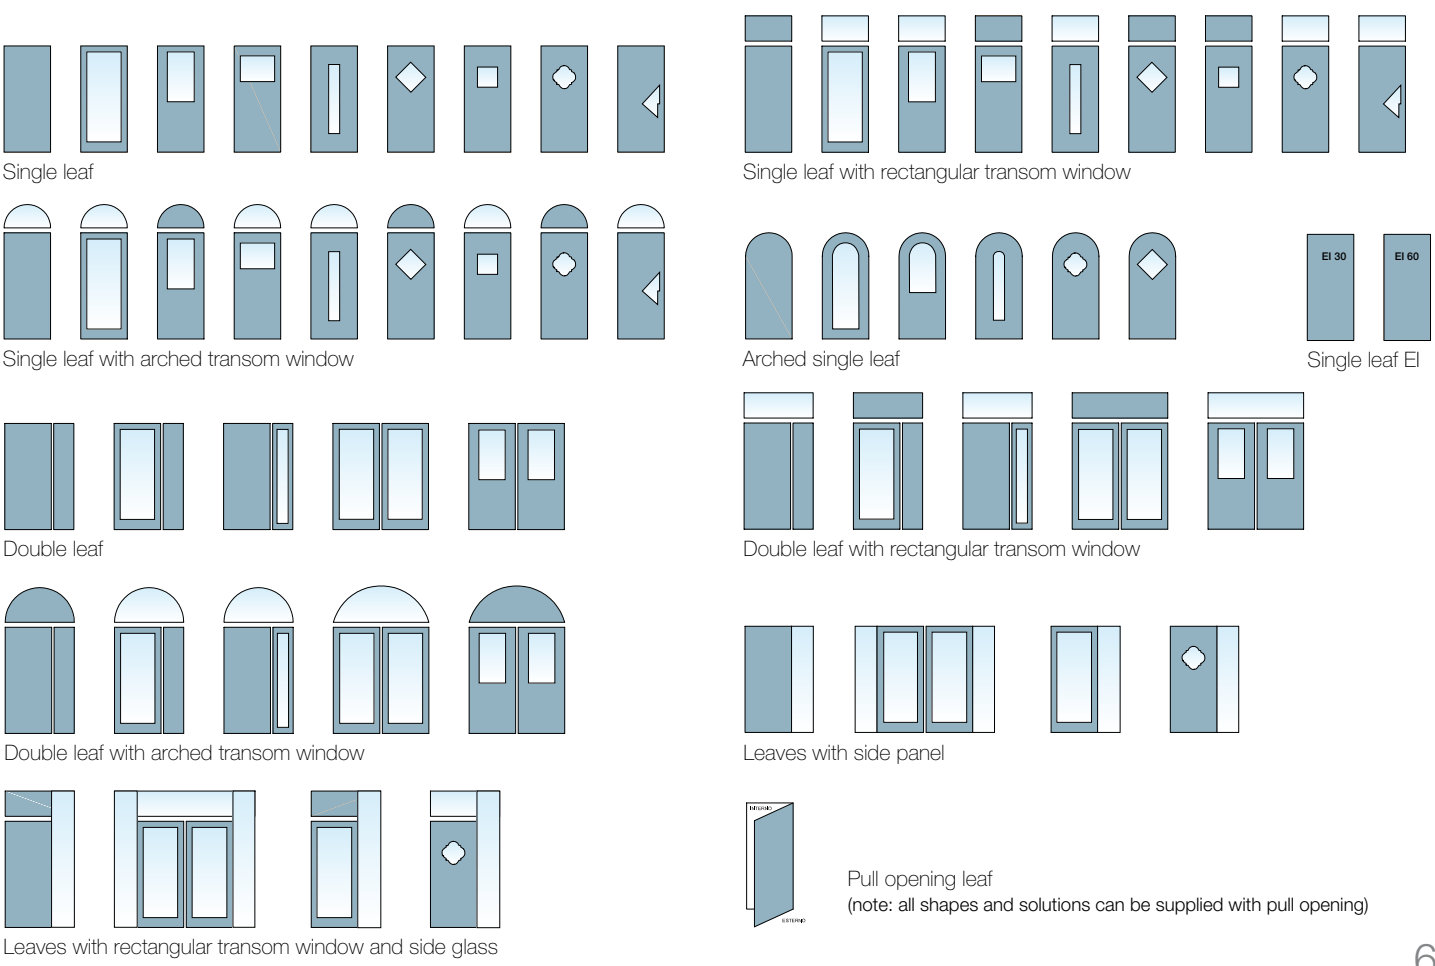 Single leaf
Single leaf with rectangular transom window
Single leaf with arched transom window
Arched single leaf
EI 30
EI 60
Single leaf EI
Double leaf
Double leaf with rectangular transom window
Double leaf with arched transom window
Leaves with side panel
Leaves with rectangular transom window and side glass
INTERNO
ESTERNO
Pull opening leaf
(note: all shapes and solutions can be supplied with pull opening)
6